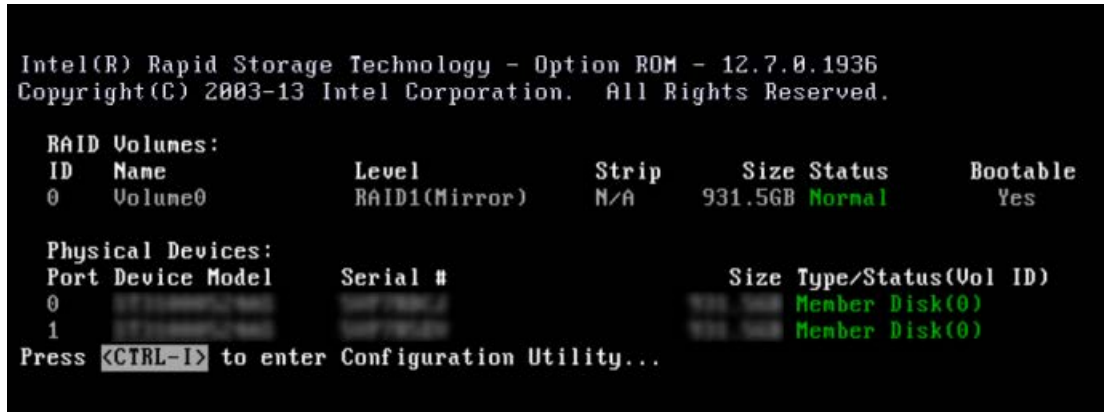 Intel(R) Rapid Storage Technology - Option ROM - 12.7.0.1936
Copyright(C) 2003-13 Intel Corporation. All Rights Reserved.
RAID Volumes:
ID Name Level Strip Size Status Bootable
0 Volume0 RAID1(Mirror) N/A 931.5GB Normal Yes
Physical Devices:
Port Device Model Serial # Size Type/Status(Vol ID)
0 Member Disk(0)
1 Member Disk(0)
Press <CTRL-I> to enter Configuration Utility...